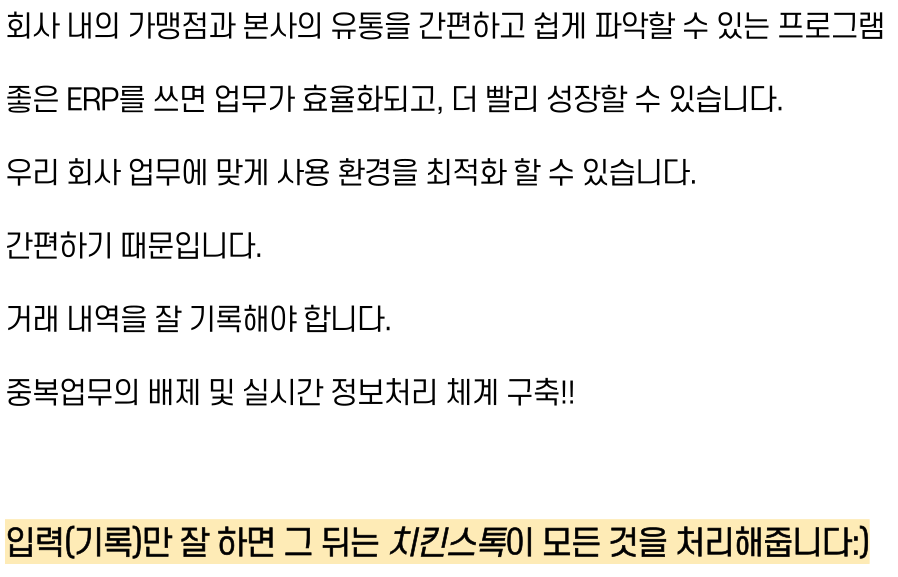 회사 내의 가맹점과 본사의 유통을 간편하고 쉽게 파악할 수 있는 프로그램
좋은 ERP를 쓰면 업무가 효율화되고, 더 빨리 성장할 수 있습니다.
우리 회사 업무에 맞게 사용 환경을 최적화 할 수 있습니다.
간편하기 때문입니다.
거래 내역을 잘 기록해야 합니다.
중복업무의 배제 및 실시간 정보처리 체계 구축!!
입력(기록)만 잘 하면 그 뒤는 치킨스톡이 모든 것을 처리해줍니다:)